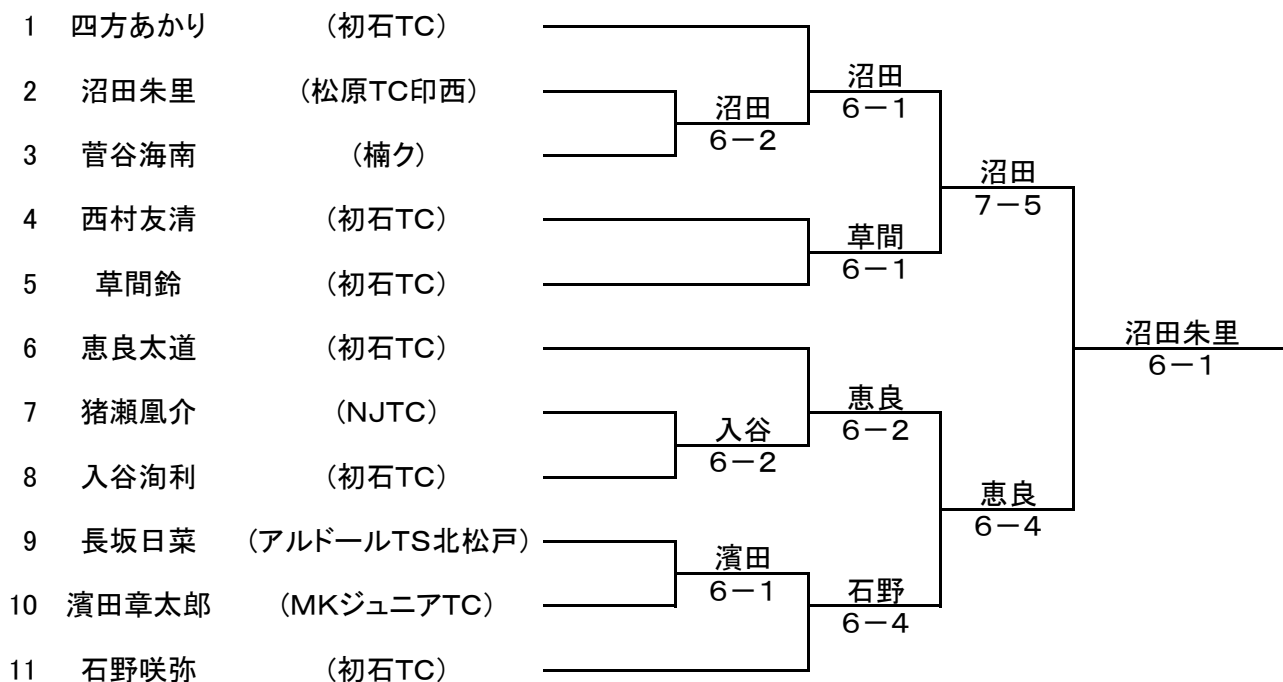 1 四方あかり (初石TC)
2 沼田朱里 (松原TC印西)
3 菅谷海南 (楠ク)
4 西村友清 (初石TC)
5 草間鈴 (初石TC)
6 恵良太道 (初石TC)
7 猪瀬凰介 (NJTC)
8 入谷洵利 (初石TC)
9 長坂日菜 (アルドールTS北松戸)
10 濱田章太郎 (MKジュニアTC)
11 石野咲弥 (初石TC)
沼田
6-2
入谷
6-2
濱田
6-1
沼田
6-1
草間
6-1
恵良
6-2
石野
6-4
沼田
7-5
恵良
6-4
沼田朱里
6-1